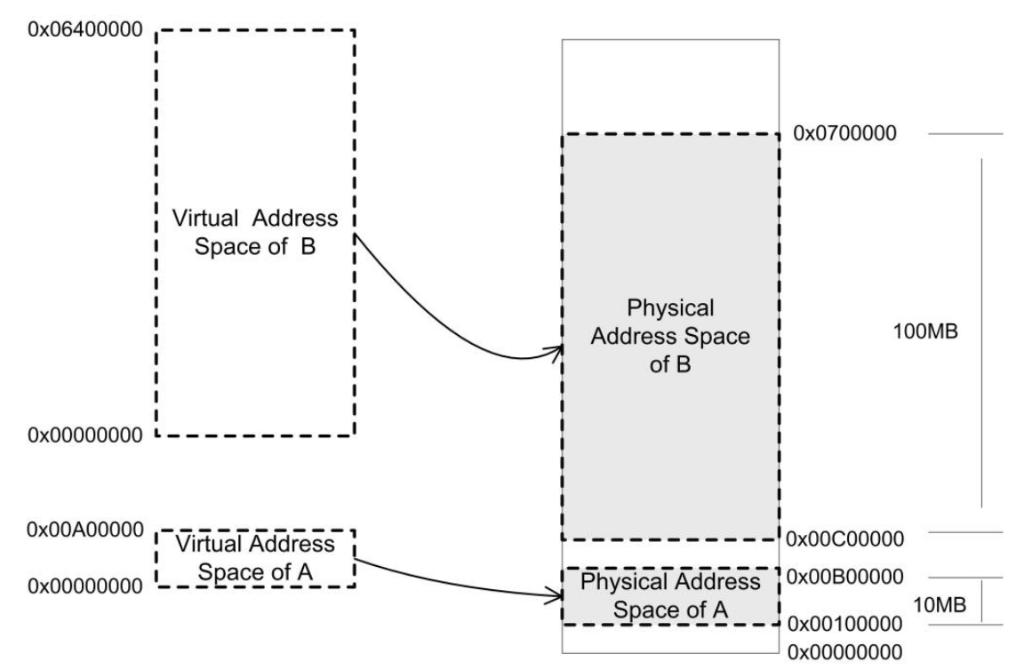 0x06400000
0x0700000
Virtual Address
Space of B
Physical
Address Space
of B
100MB
0x00000000
0x00A00000
Virtual Address
Space of A
0x00000000
0x00C00000
Physical Address
Space of A
0x00B00000
10MB
0x00100000
0x00000000